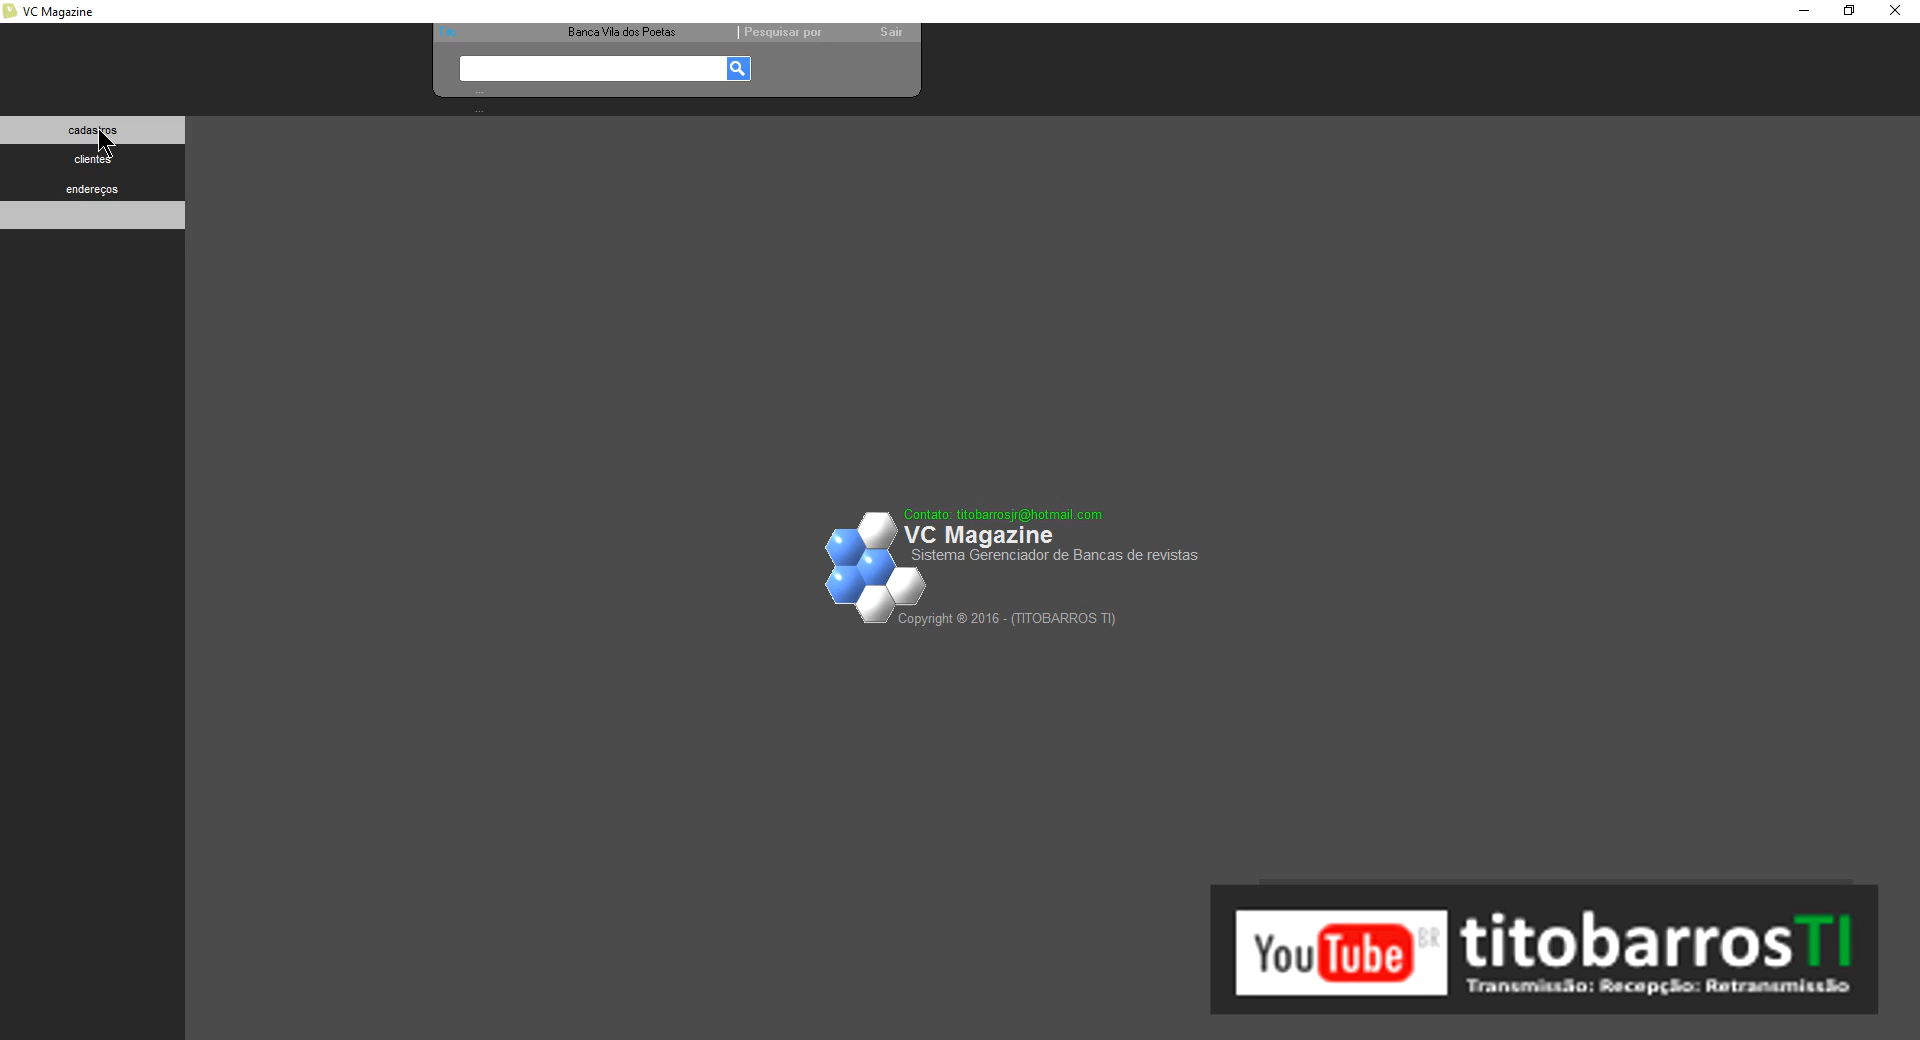 VC Magazine
Banca Vila dos Poetas
Pesquisar por
Sair
...
...
cadastros
clientes
endereços
Contato: titobarrosjr@hotmail.com
VC Magazine
Sistema Gerenciador de Bancas de revistas
Copyright ® 2016 - (TITOBARROS TI)
YouTube BR
titobarrosTI
Transmissão: Recepção: Retransmissão